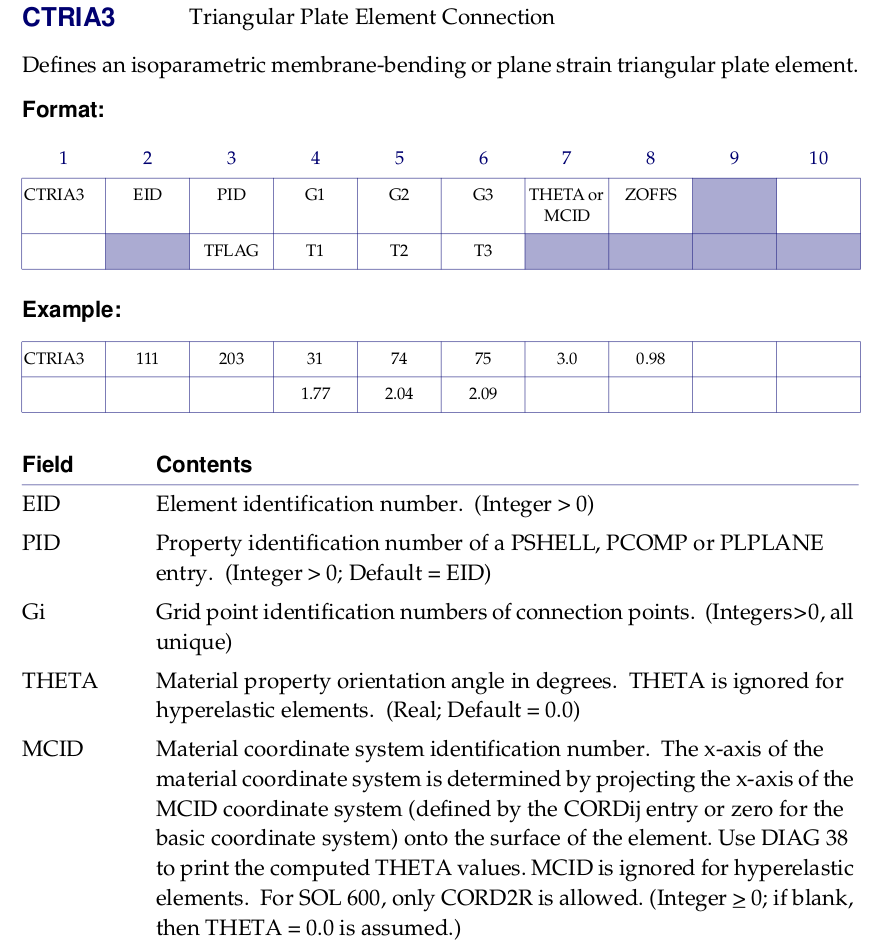 CTRIA3 Triangular Plate Element Connection
Defines an isoparametric membrane-bending or plane strain triangular plate element.
Format:
1 2 3 4 5 6 7 8 9 10
CTRIA3 EID PID G1 G2 G3 THETA or ZOFFS
MCID
TFLAG T1 T2 T3
Example:
CTRIA3 111 203 31 74 75 3.0 0.98
1.77 2.04 2.09
Field Contents
EID Element identification number. (Integer > 0)
PID Property identification number of a PSHELL, PCOMP or PLPLANE
entry. (Integer > 0; Default = EID)
Gi Grid point identification numbers of connection points. (Integers>0, all
unique)
THETA Material property orientation angle in degrees. THETA is ignored for
hyperelastic elements. (Real; Default = 0.0)
MCID Material coordinate system identification number. The x-axis of the
material coordinate system is determined by projecting the x-axis of the
MCID coordinate system (defined by the CORDij entry or zero for the
basic coordinate system) onto the surface of the element. Use DIAG 38
to print the computed THETA values. MCID is ignored for hyperelastic
elements. For SOL 600, only CORD2R is allowed. (Integer ≥ 0; if blank,
then THETA = 0.0 is assumed.)